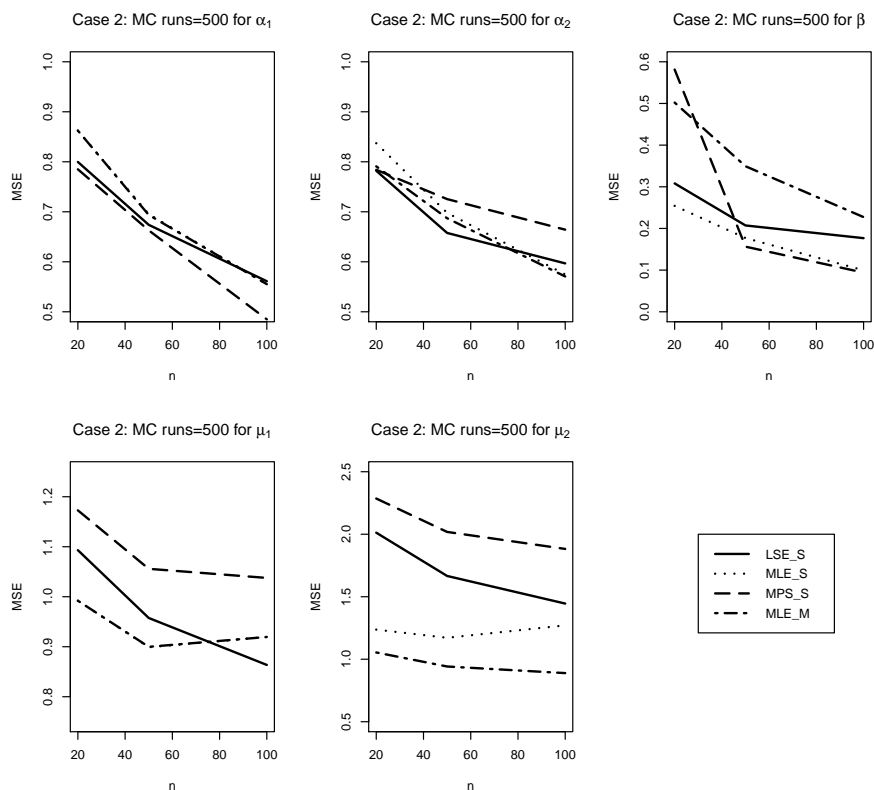 Case 2: MC runs=500 for α₁
MSE
1.0
0.9
0.8
0.7
0.6
0.5
20 40 60 80 100
n
Case 2: MC runs=500 for α₂
MSE
1.0
0.9
0.8
0.7
0.6
0.5
20 40 60 80 100
n
Case 2: MC runs=500 for β
MSE
0.6
0.5
0.4
0.3
0.2
0.1
0.0
20 40 60 80 100
n
Case 2: MC runs=500 for μ₁
MSE
1.2
1.1
1.0
0.9
0.8
20 40 60 80 100
n
Case 2: MC runs=500 for μ₂
MSE
2.5
2.0
1.5
1.0
0.5
20 40 60 80 100
n
LSE_S
MLE_S
MPS_S
MLE_M